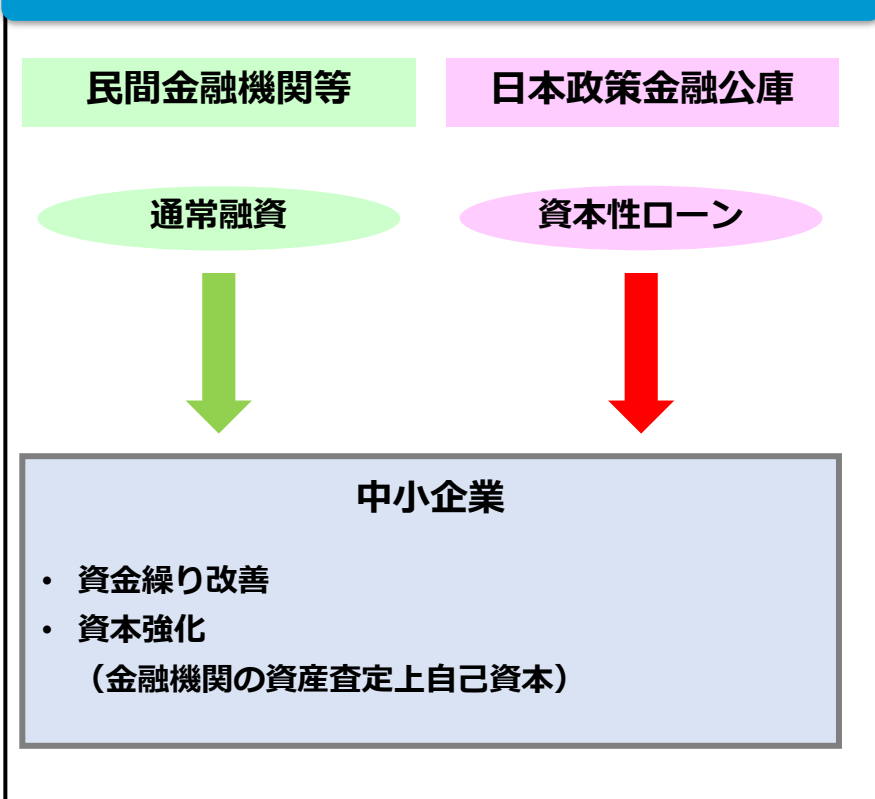 民間金融機関等
日本政策金融公庫
通常融資
資本性ローン
中小企業
・ 資金繰り改善
・ 資本強化
（金融機関の資産査定上自己資本）